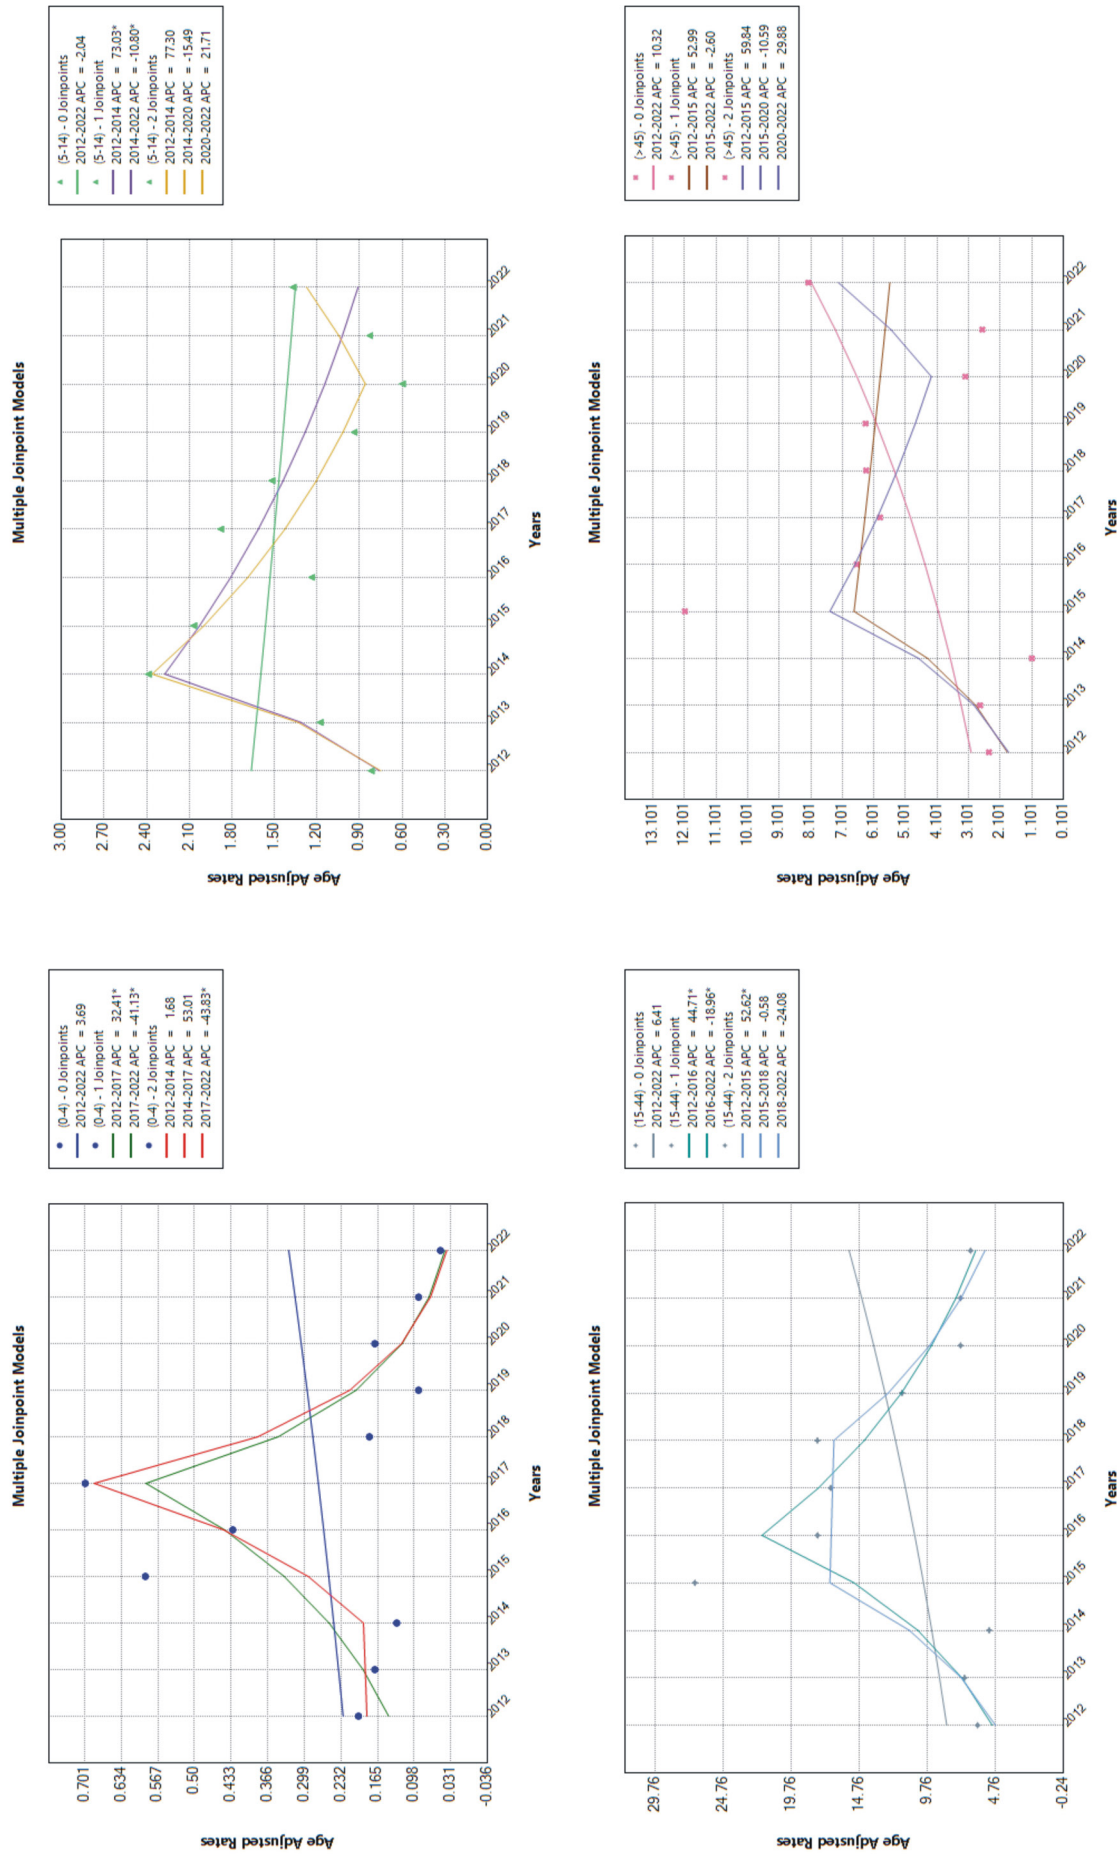 Multiple Joinpoint Models
Age Adjusted Rates
0.701
0.634
0.567
0.50
0.433
0.366
0.299
0.232
0.165
0.098
0.031
-0.036
2012
2013
2014
2015
2016
2017
2018
2019
2020
2021
2022
Years
(0-4) - 0 Joinpoints
2012-2022 APC = 3.69
(0-4) - 1 Joinpoint
2012-2017 APC = 32.41*
2017-2022 APC = -41.13*
(0-4) - 2 Joinpoints
2012-2014 APC = 1.68
2014-2017 APC = 53.01
2017-2022 APC = -43.83*
Multiple Joinpoint Models
Age Adjusted Rates
3.00
2.70
2.40
2.10
1.80
1.50
1.20
0.90
0.60
0.30
0.00
2012
2013
2014
2015
2016
2017
2018
2019
2020
2021
2022
Years
(5-14) - 0 Joinpoints
2012-2022 APC = -2.04
(5-14) - 1 Joinpoint
2012-2014 APC = 73.03*
2014-2022 APC = -10.80*
(5-14) - 2 Joinpoints
2012-2014 APC = 77.30
2014-2020 APC = -15.49
2020-2022 APC = 21.71
Multiple Joinpoint Models
Age Adjusted Rates
29.76
24.76
19.76
14.76
9.76
4.76
-0.24
2012
2013
2014
2015
2016
2017
2018
2019
2020
2021
2022
Years
(15-44) - 0 Joinpoints
2012-2022 APC = 6.41
(15-44) - 1 Joinpoint
2012-2016 APC = 44.71*
2016-2022 APC = -18.96*
(15-44) - 2 Joinpoints
2012-2015 APC = 52.62*
2015-2018 APC = -0.58
2018-2022 APC = -24.08
Multiple Joinpoint Models
Age Adjusted Rates
13.101
12.101
11.101
10.101
9.101
8.101
7.101
6.101
5.101
4.101
3.101
2.101
1.101
0.101
2012
2013
2014
2015
2016
2017
2018
2019
2020
2021
2022
Years
(>45) - 0 Joinpoints
2012-2022 APC = 10.32
(>45) - 1 Joinpoint
2012-2015 APC = 52.99
2015-2022 APC = -2.60
(>45) - 2 Joinpoints
2012-2015 APC = 59.84
2015-2020 APC = -10.59
2020-2022 APC = 29.88